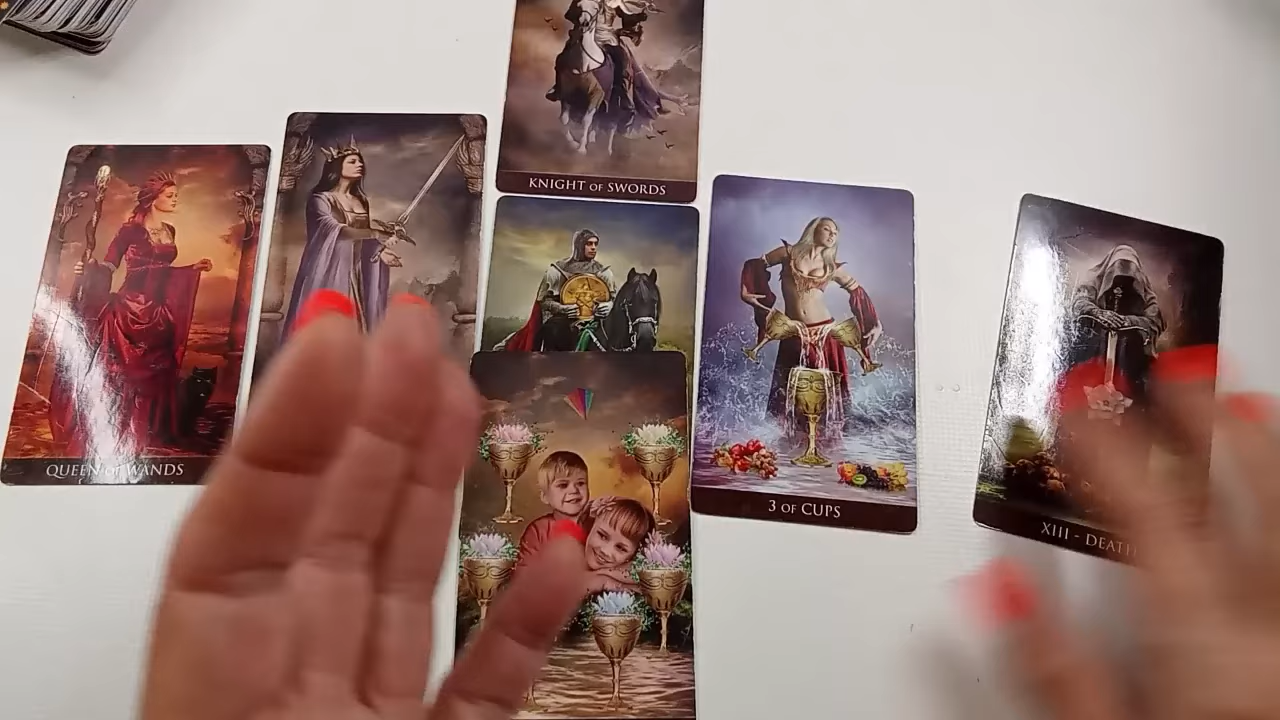 KNIGHT OF SWORDS
QUEEN OF WANDS
3 OF CUPS
XIII - DEATH